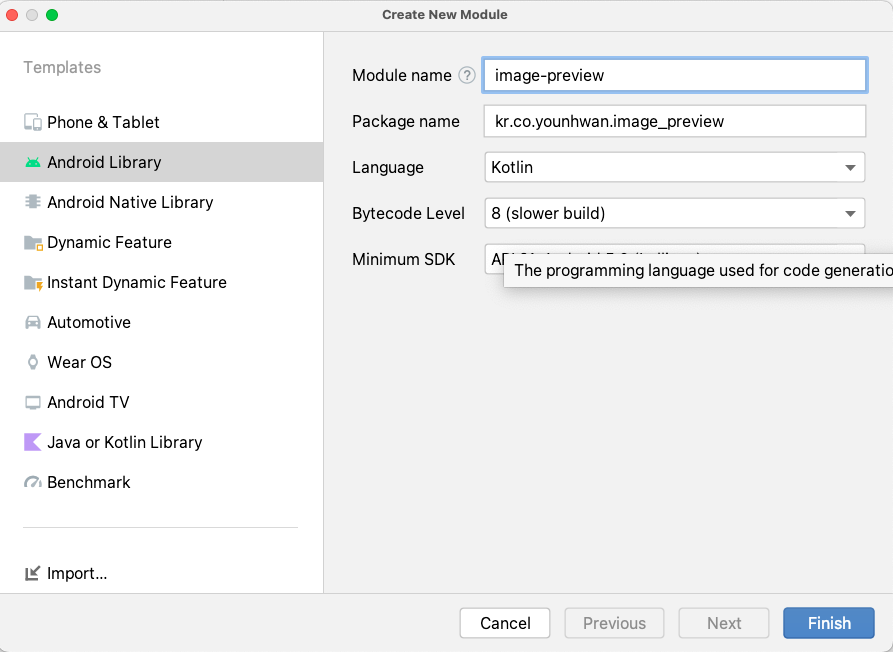 Create New Module
Templates
Phone & Tablet
Android Library
Android Native Library
Dynamic Feature
Instant Dynamic Feature
Automotive
Wear OS
Android TV
Java or Kotlin Library
Benchmark
Import...
Module name ? image-preview
Package name kr.co.younhwan.image_preview
Language Kotlin
Bytecode Level 8 (slower build)
Minimum SDK
The programming language used for code generatio
Cancel Previous Next Finish